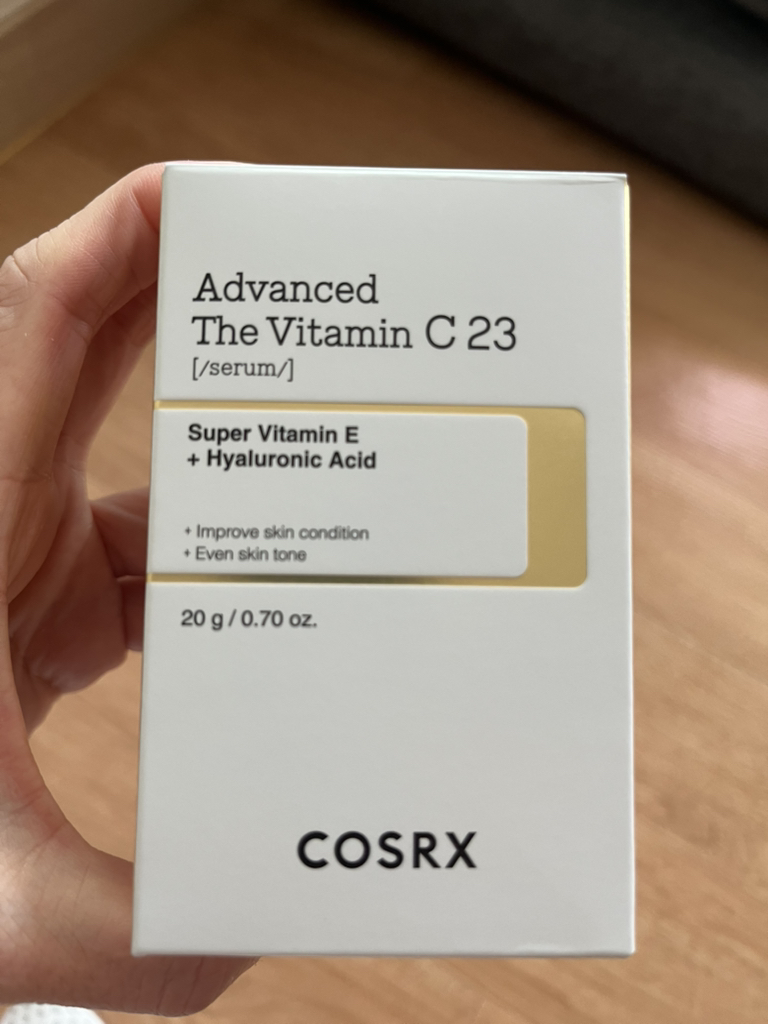 Advanced
The Vitamin C 23
[/serum/]
Super Vitamin E
+ Hyaluronic Acid
+ Improve skin condition
+ Even skin tone
20 g / 0.70 oz.
COSRX